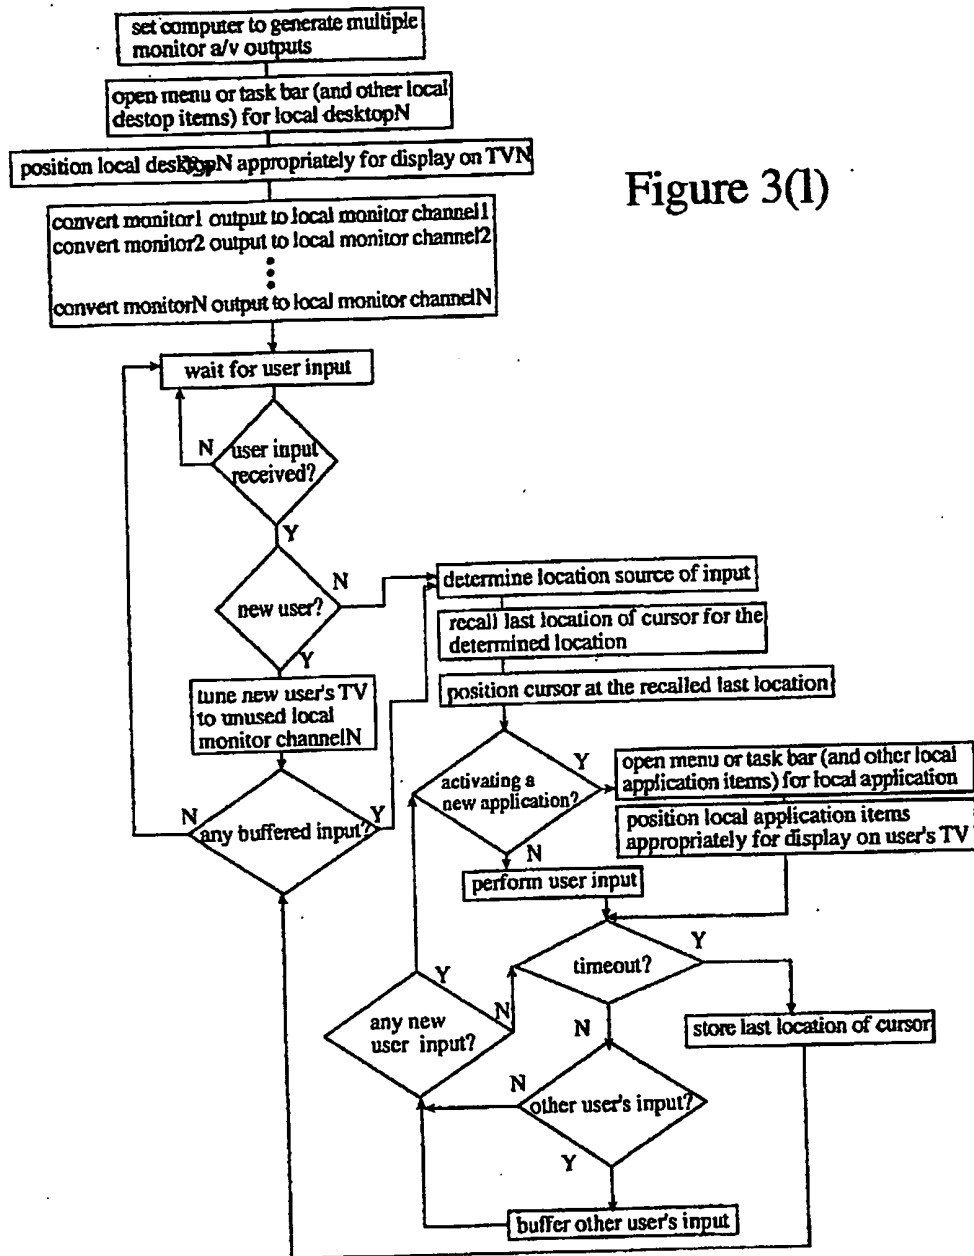 set computer to generate multiple
monitor a/v outputs
open menu or task bar (and other local
destop items) for local desktopN
position local desktopN appropriately for display on TVN
Figure 3(l)
convert monitor1 output to local monitor channel1
convert monitor2 output to local monitor channel2
convert monitorN output to local monitor channelN
wait for user input
N
user input
received?
Y
new user?
N
Y
determine location source of input
recall last location of cursor for the
determined location
position cursor at the recalled last location
tune new user's TV
to unused local
monitor channelN
N
any buffered input?
Y
activating a
new application?
Y
N
open menu or task bar (and other local
application items) for local application
position local application items
appropriately for display on user's TV
perform user input
timeout?
Y
N
any new
user input?
Y
N
store last location of cursor
other user's input?
N
Y
buffer other user's input